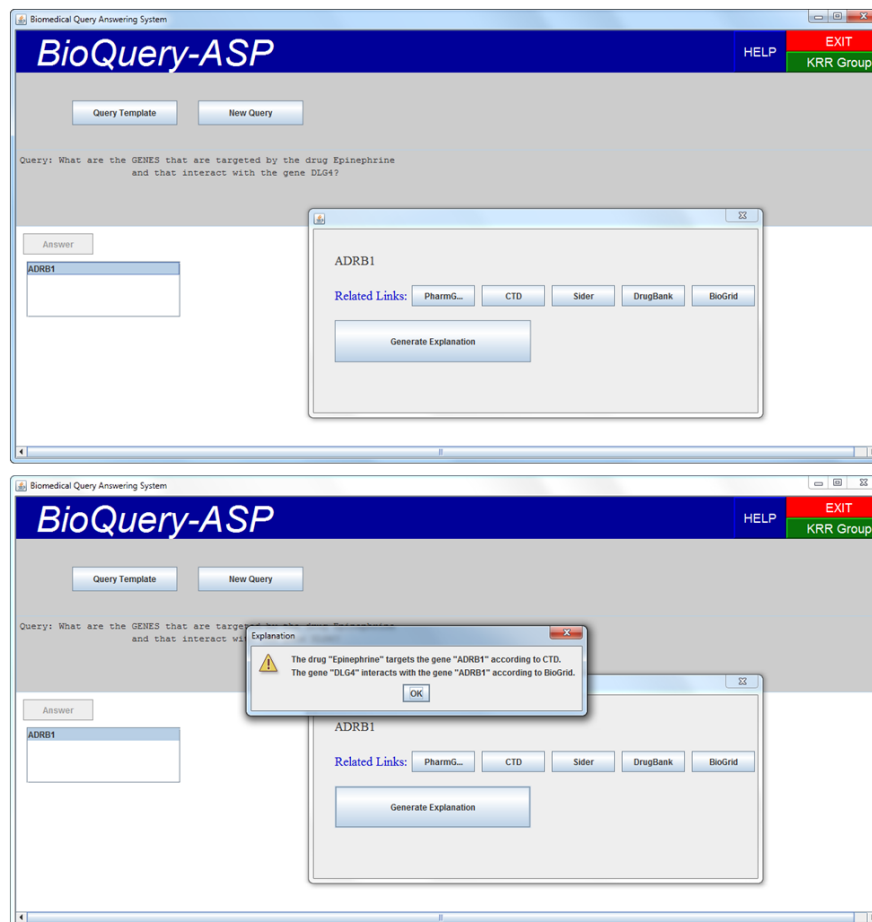 Biomedical Query Answering System
BioQuery-ASP
HELP
EXIT
KRR Group
Query Template
New Query
Query: What are the GENES that are targeted by the drug Epinephrine
and that interact with the gene DLG4?
Answer
ADRB1
ADRB1
Related Links:
PharmG...
CTD
Sider
DrugBank
BioGrid
Generate Explanation
Biomedical Query Answering System
BioQuery-ASP
HELP
EXIT
KRR Group
Query Template
New Query
Query: What are the GENES that are targeted
and that interact wi
Explanation
The drug "Epinephrine" targets the gene "ADRB1" according to CTD.
The gene "DLG4" interacts with the gene "ADRB1" according to BioGrid.
OK
Answer
ADRB1
ADRB1
Related Links:
PharmG...
CTD
Sider
DrugBank
BioGrid
Generate Explanation